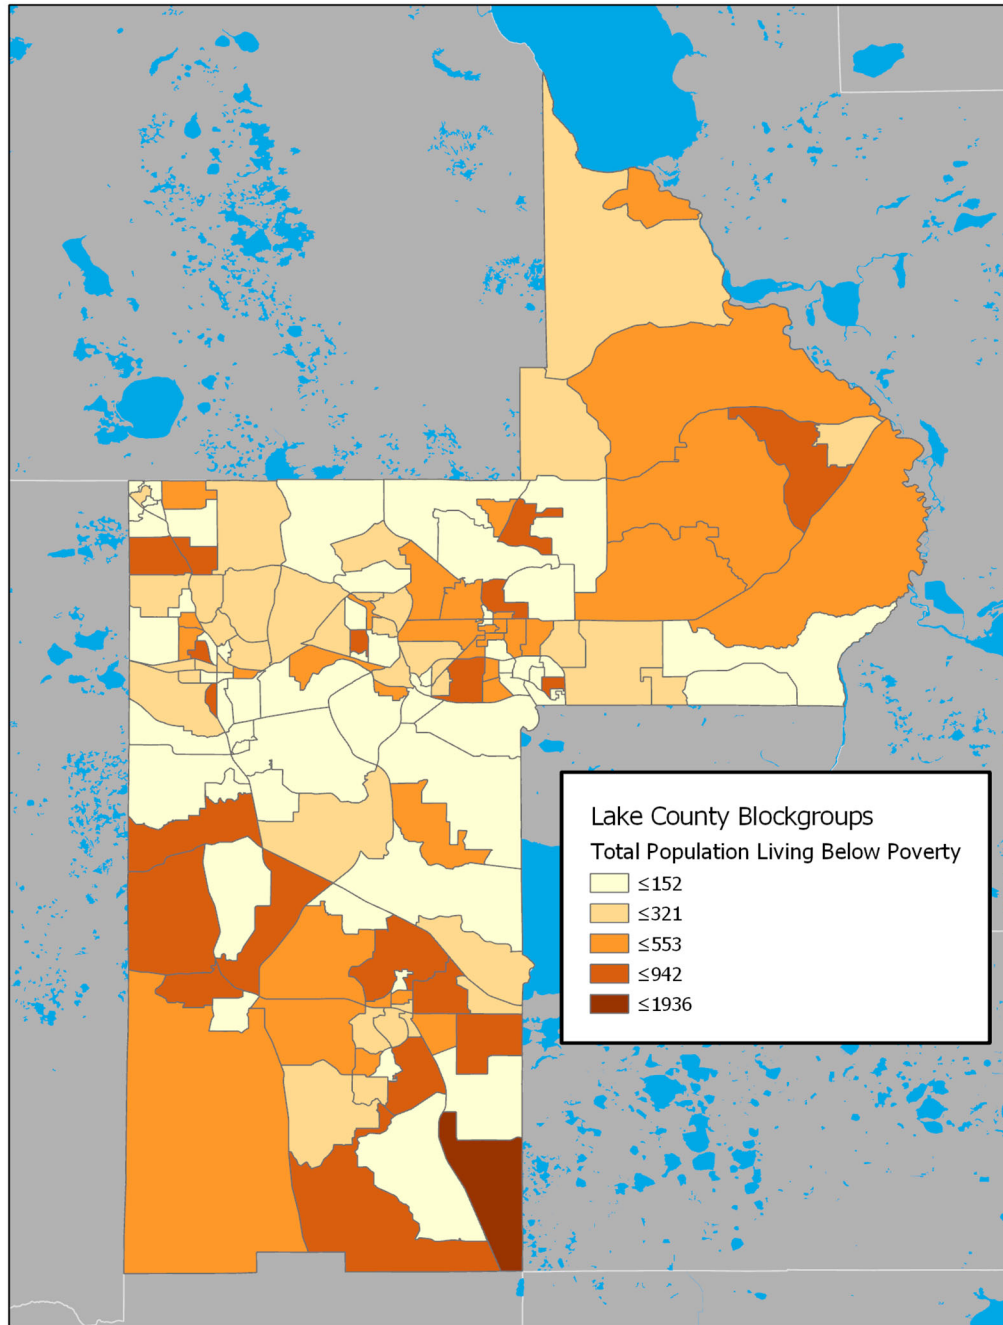 Lake County Blockgroups
Total Population Living Below Poverty
≤152
≤321
≤553
≤942
≤1936